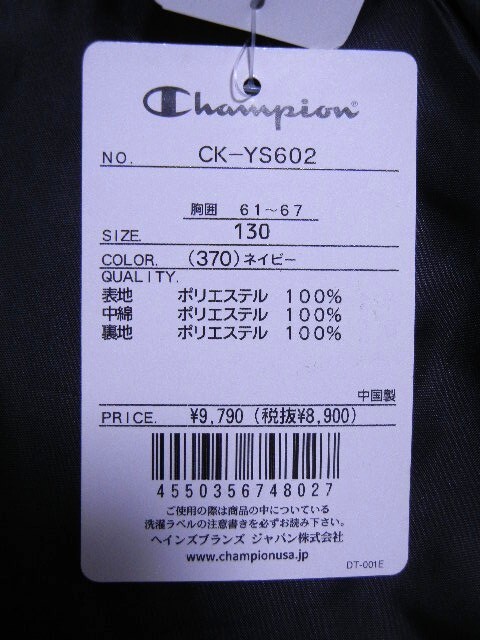 Champion
NO. CK-YS602
胸囲 61～67
SIZE. 130
COLOR. (370)ネイビー
QUALITY.
表地 ポリエステル 100%
中綿 ポリエステル 100%
裏地 ポリエステル 100%
中国製
PRICE. ¥9,790 (税抜¥8,900)
4550356748027
ご使用の際は商品の中についている
洗濯ラベルの注意書きを必ずお読み下さい。
ヘインズブランズ ジャパン株式会社
www.championusa.jp
DT-001E